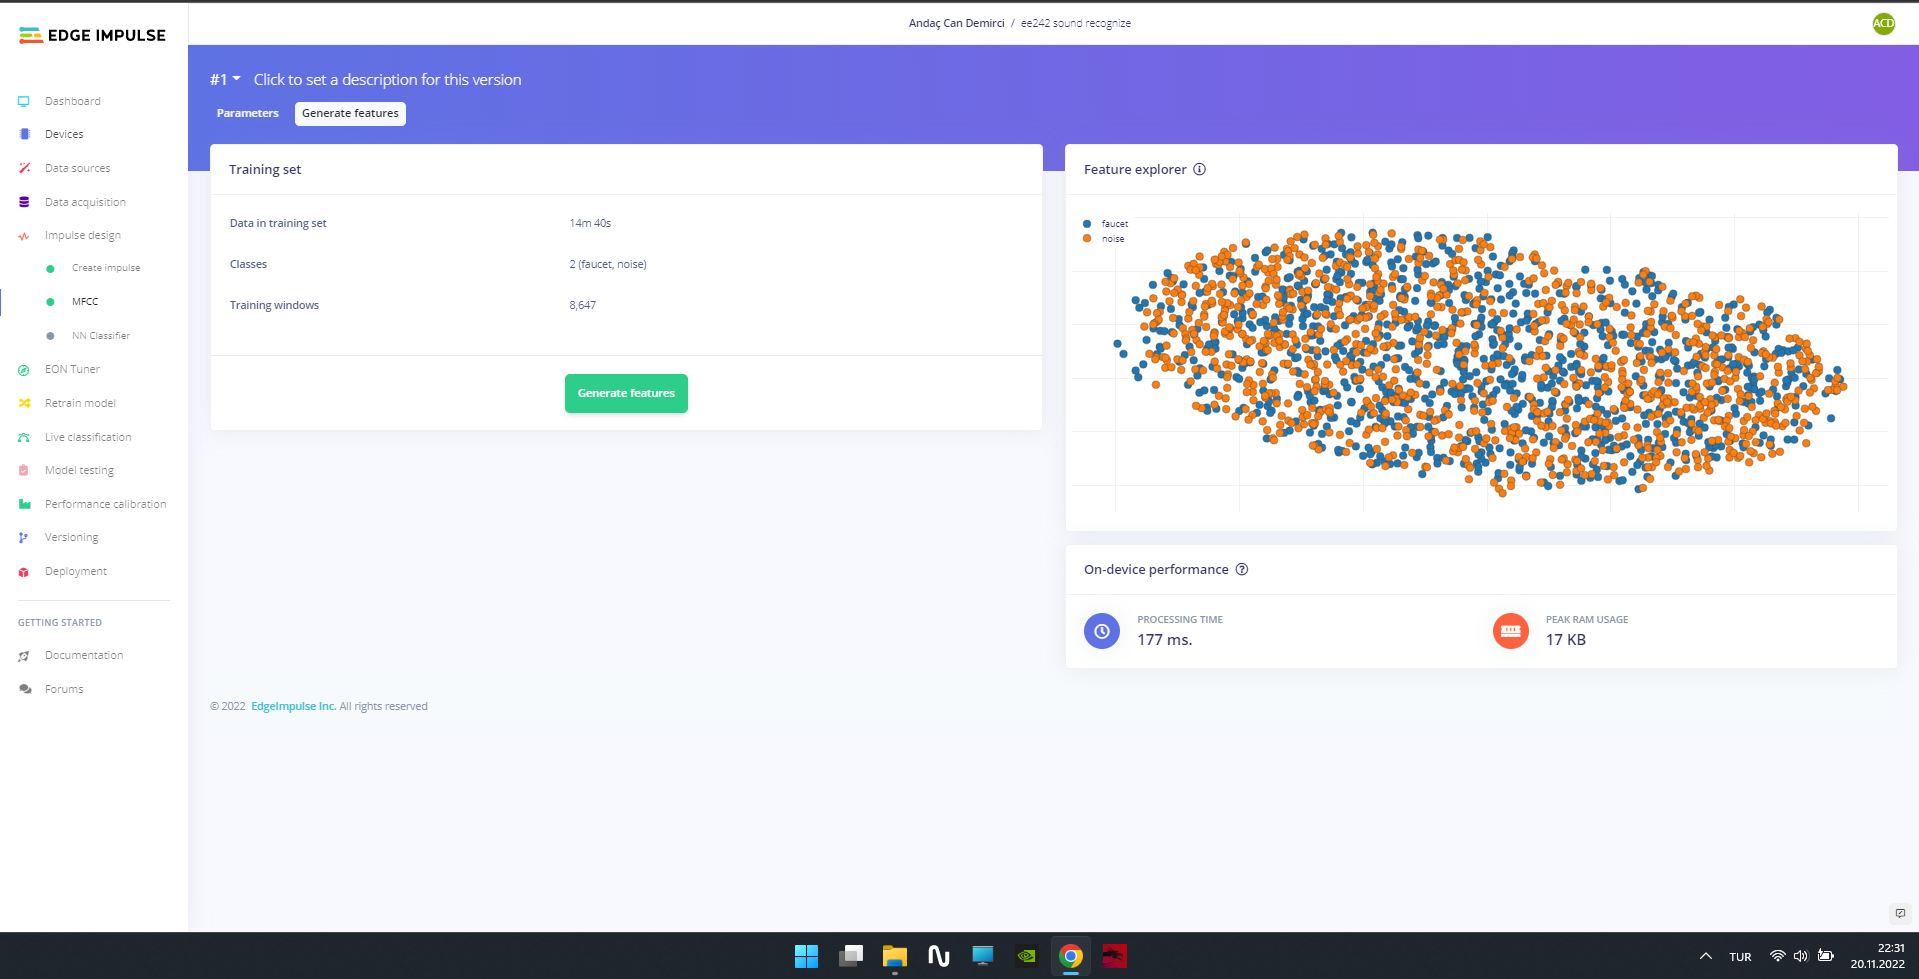 EDGE IMPULSE
Andaç Can Demirci / ee242 sound recognize
ACD
#1 Click to set a description for this version
Parameters
Generate features
Dashboard
Devices
Data sources
Data acquisition
Impulse design
Create impulse
MFCC
NN Classifier
EON Tuner
Retrain model
Live classification
Model testing
Performance calibration
Versioning
Deployment
GETTING STARTED
Documentation
Forums
Training set
Data in training set 14m 40s
Classes 2 (faucet, noise)
Training windows 8,647
Generate features
Feature explorer
faucet
noise
On-device performance
PROCESSING TIME
177 ms.
PEAK RAM USAGE
17 KB
© 2022 EdgeImpulse Inc. All rights reserved
TUR
22:31
20.11.2022